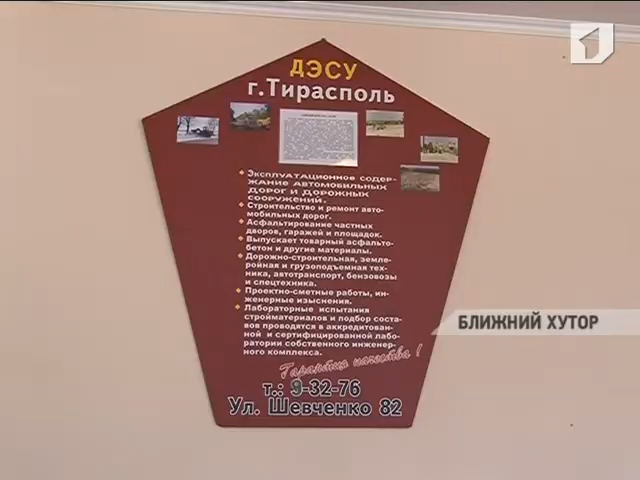 1
ДЭСУ
г.Тирасполь
Эксплуатационное содер-
жание автомобильных
дорог и дорожных
сооружений.
Строительство и ремонт авто-
мобильных дорог.
Асфальтирование частных
дворов, гаражей и площадок.
Выпускает товарный асфальто-
бетон и другие материалы.
Дорожно-строительная, земле-
ройная и грузоподъемная тех-
ника, автотранспорт, бензовозы
и спецтехника.
Проектно-сметные работы, ин-
женерные изыснения.
Лабораторные испытания
стройматериалов и подбор соста-
вов проводятся в аккредитован-
ной и сертифицированной лабо-
ратории собственного инженер-
ного комплекса.
Гарантия качества !
т.: 9-32-76
Ул. Шевченко 82
БЛИЖНИЙ ХУТОР